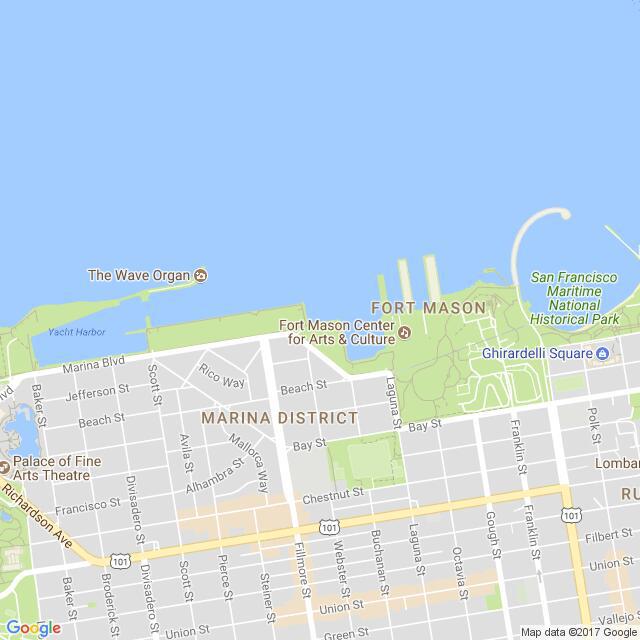 The Wave Organ
San Francisco
Maritime
National
Historical Park
FORT MASON
Yacht Harbor
Fort Mason Center
for Arts & Culture
Ghirardelli Square
Marina Blvd
Blvd
Rico Way
Scott St
Jefferson St
Beach St
Baker St
Laguna St
Beach St
MARINA DISTRICT
Polk St
Bay St
Franklin St
Mallorca Way
Avila St
Bay St
Palace of Fine
Arts Theatre
Alhambra St
Lombar
Richardson Ave
Divisadero St
Francisco St
Chestnut St
RU
Gough St
Franklin St
101
101
101
Filbert St
Laguna St
Octavia St
Buchanan St
Webster St
Fillmore St
Pierce St
Steiner St
Scott St
Divisadero St
Broderick St
Baker St
Union St
Union St
Union St
Green St
Vallejo
Google
Map data ©2017 Google